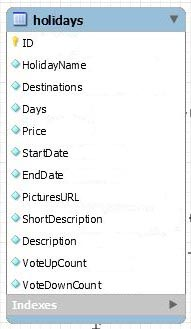 holidays
ID
HolidayName
Destinations
Days
Price
StartDate
EndDate
PicturesURL
ShortDescription
Description
VoteUpCount
VoteDownCount
Indexes